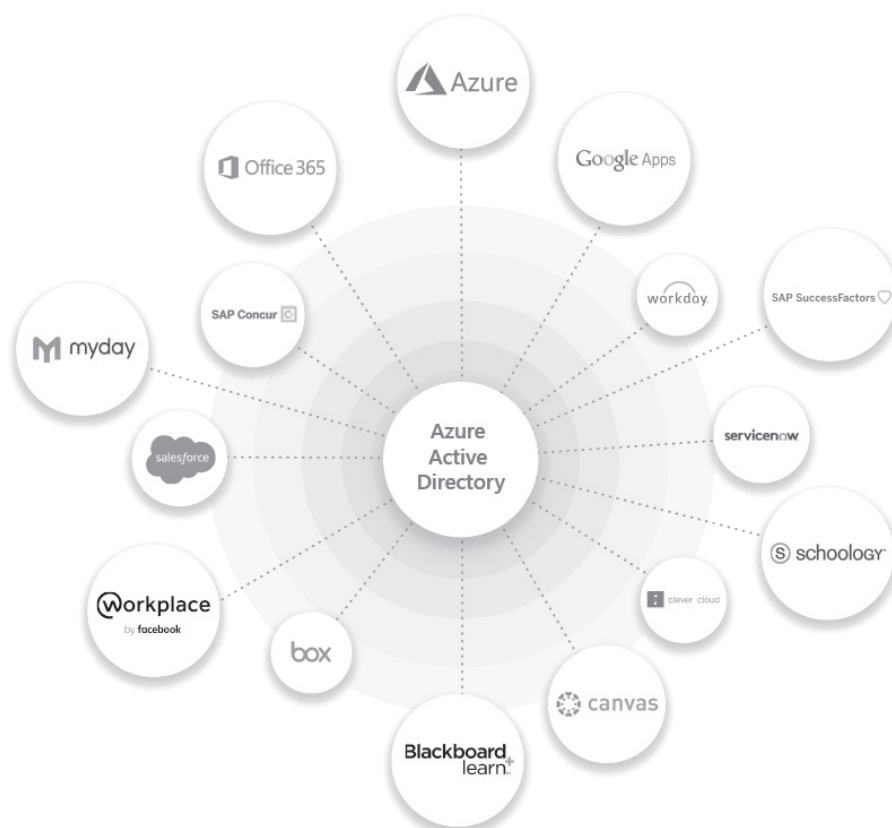 Azure
Office 365
Google Apps
workday
SAP SuccessFactors
SAP Concur
myday
Azure
Active
Directory
servicenow
salesforce
schoology
clever cloud
workplace
by facebook
box
canvas
Blackboard
learn+